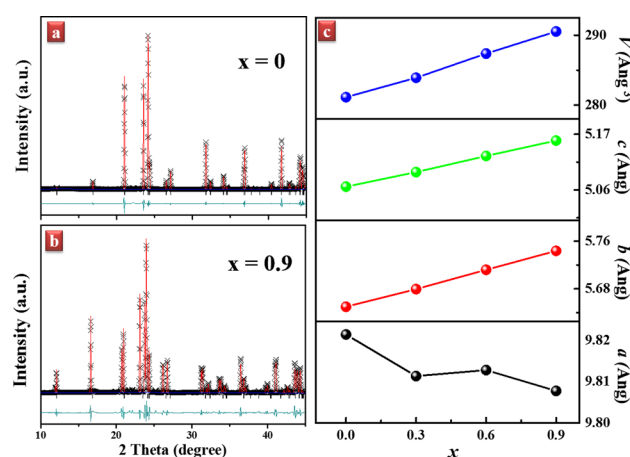 a
x = 0
Intensity (a.u.)
b
x = 0.9
Intensity (a.u.)
10 20 30 40
2 Theta (degree)
c
290
280
V (Ang³)
5.17
5.06
c (Ang)
5.76
5.68
b (Ang)
9.82
9.81
9.80
a (Ang)
0.0 0.3 0.6 0.9
x